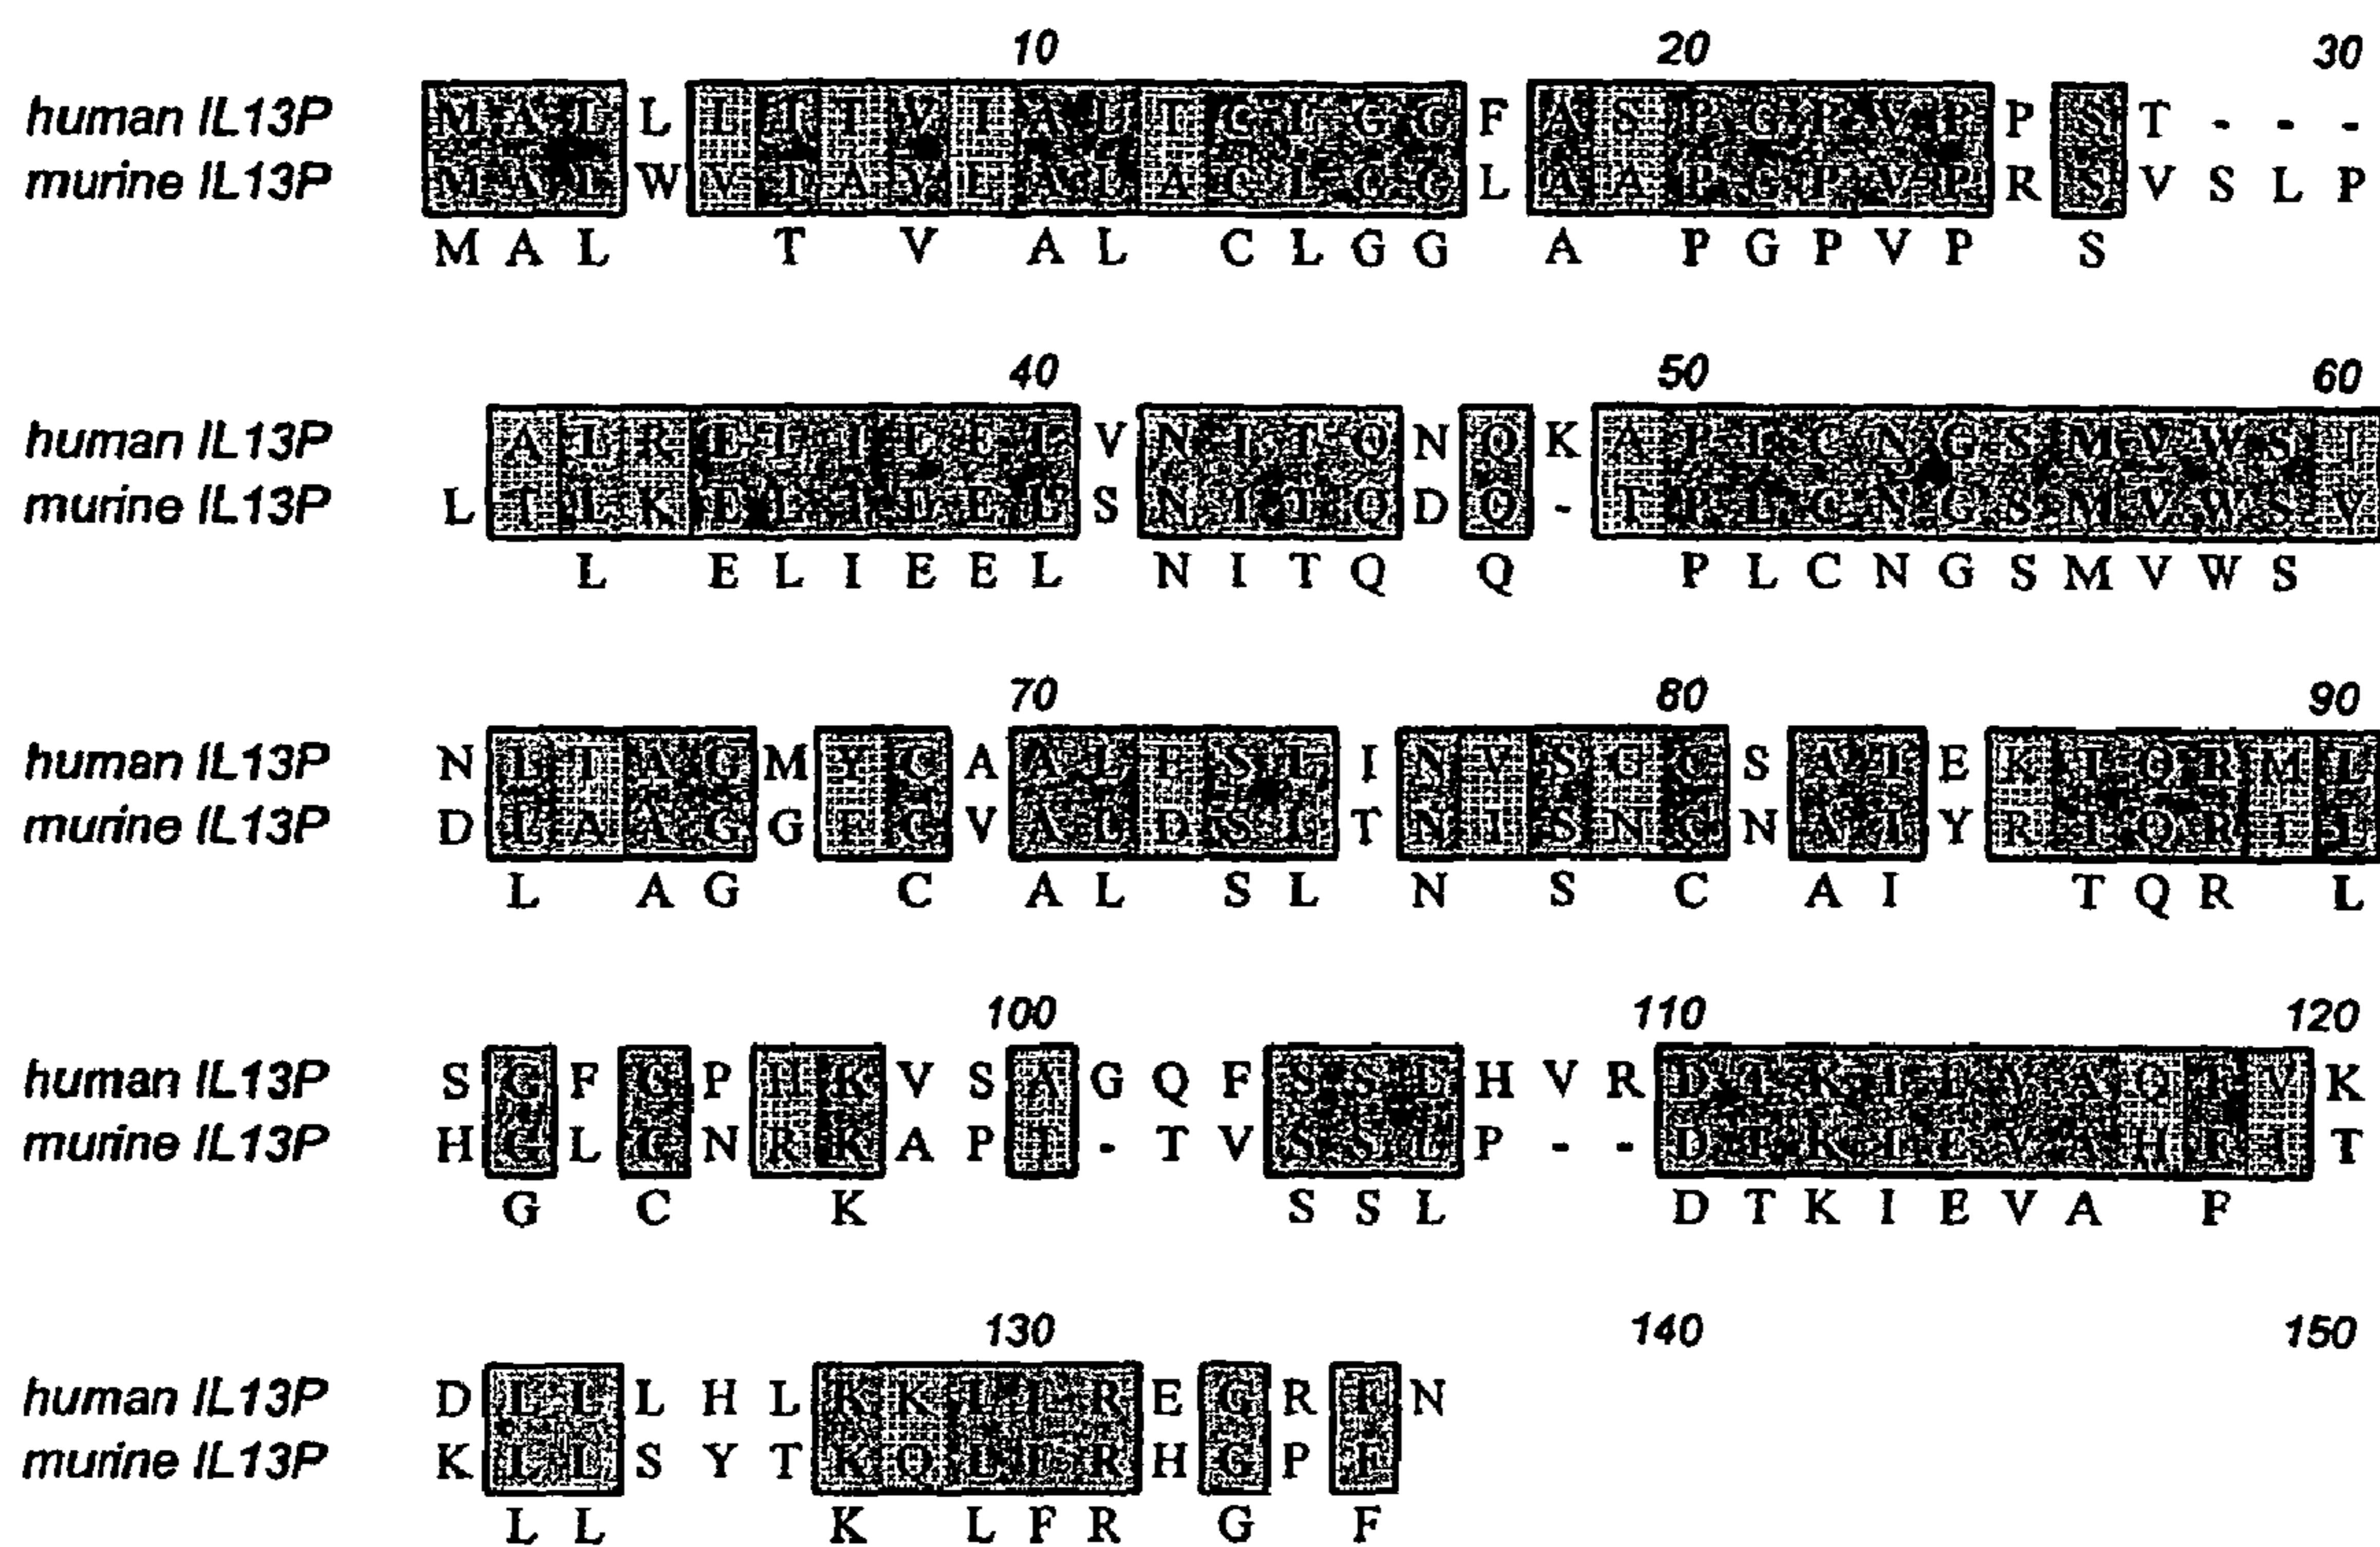 10 20 30
human IL13P M A L L L T T V I A L T C L G G F A S P G P V P P S T - - -
murine IL13P M A L W V T A V L A L A C L G G L A A P G P V P R S V S L P
M A L T V A L C L G G A P G P V P S
40 50 60
human IL13P A L R E L I E E L V N I T Q N Q K A P L C N G S M V W S I
murine IL13P L T L K E L I E E L S N I T Q D Q - T P L C N G S M V W S V
L E L I E E L N I T Q Q P L C N G S M V W S
70 80 90
human IL13P N L T A G M Y C A A L E S L I N V S G C S A I E K T Q R M L
murine IL13P D L A A G G F C V A L D S L T N I S N C N A I Y R T Q R I L
L A G C A L S L N S C A I T Q R L
100 110 120
human IL13P S G F C P H K V S A G Q F S S L H V R D T K I E V A Q F V K
murine IL13P H G L C N R K A P T - T V S S L P - - D T K I E V A H F I T
G C K S S L D T K I E V A F
130 140 150
human IL13P D L L L H L K K L F R E G R F N
murine IL13P K L L S Y T K Q L F R H G P F
L L K L F R G F